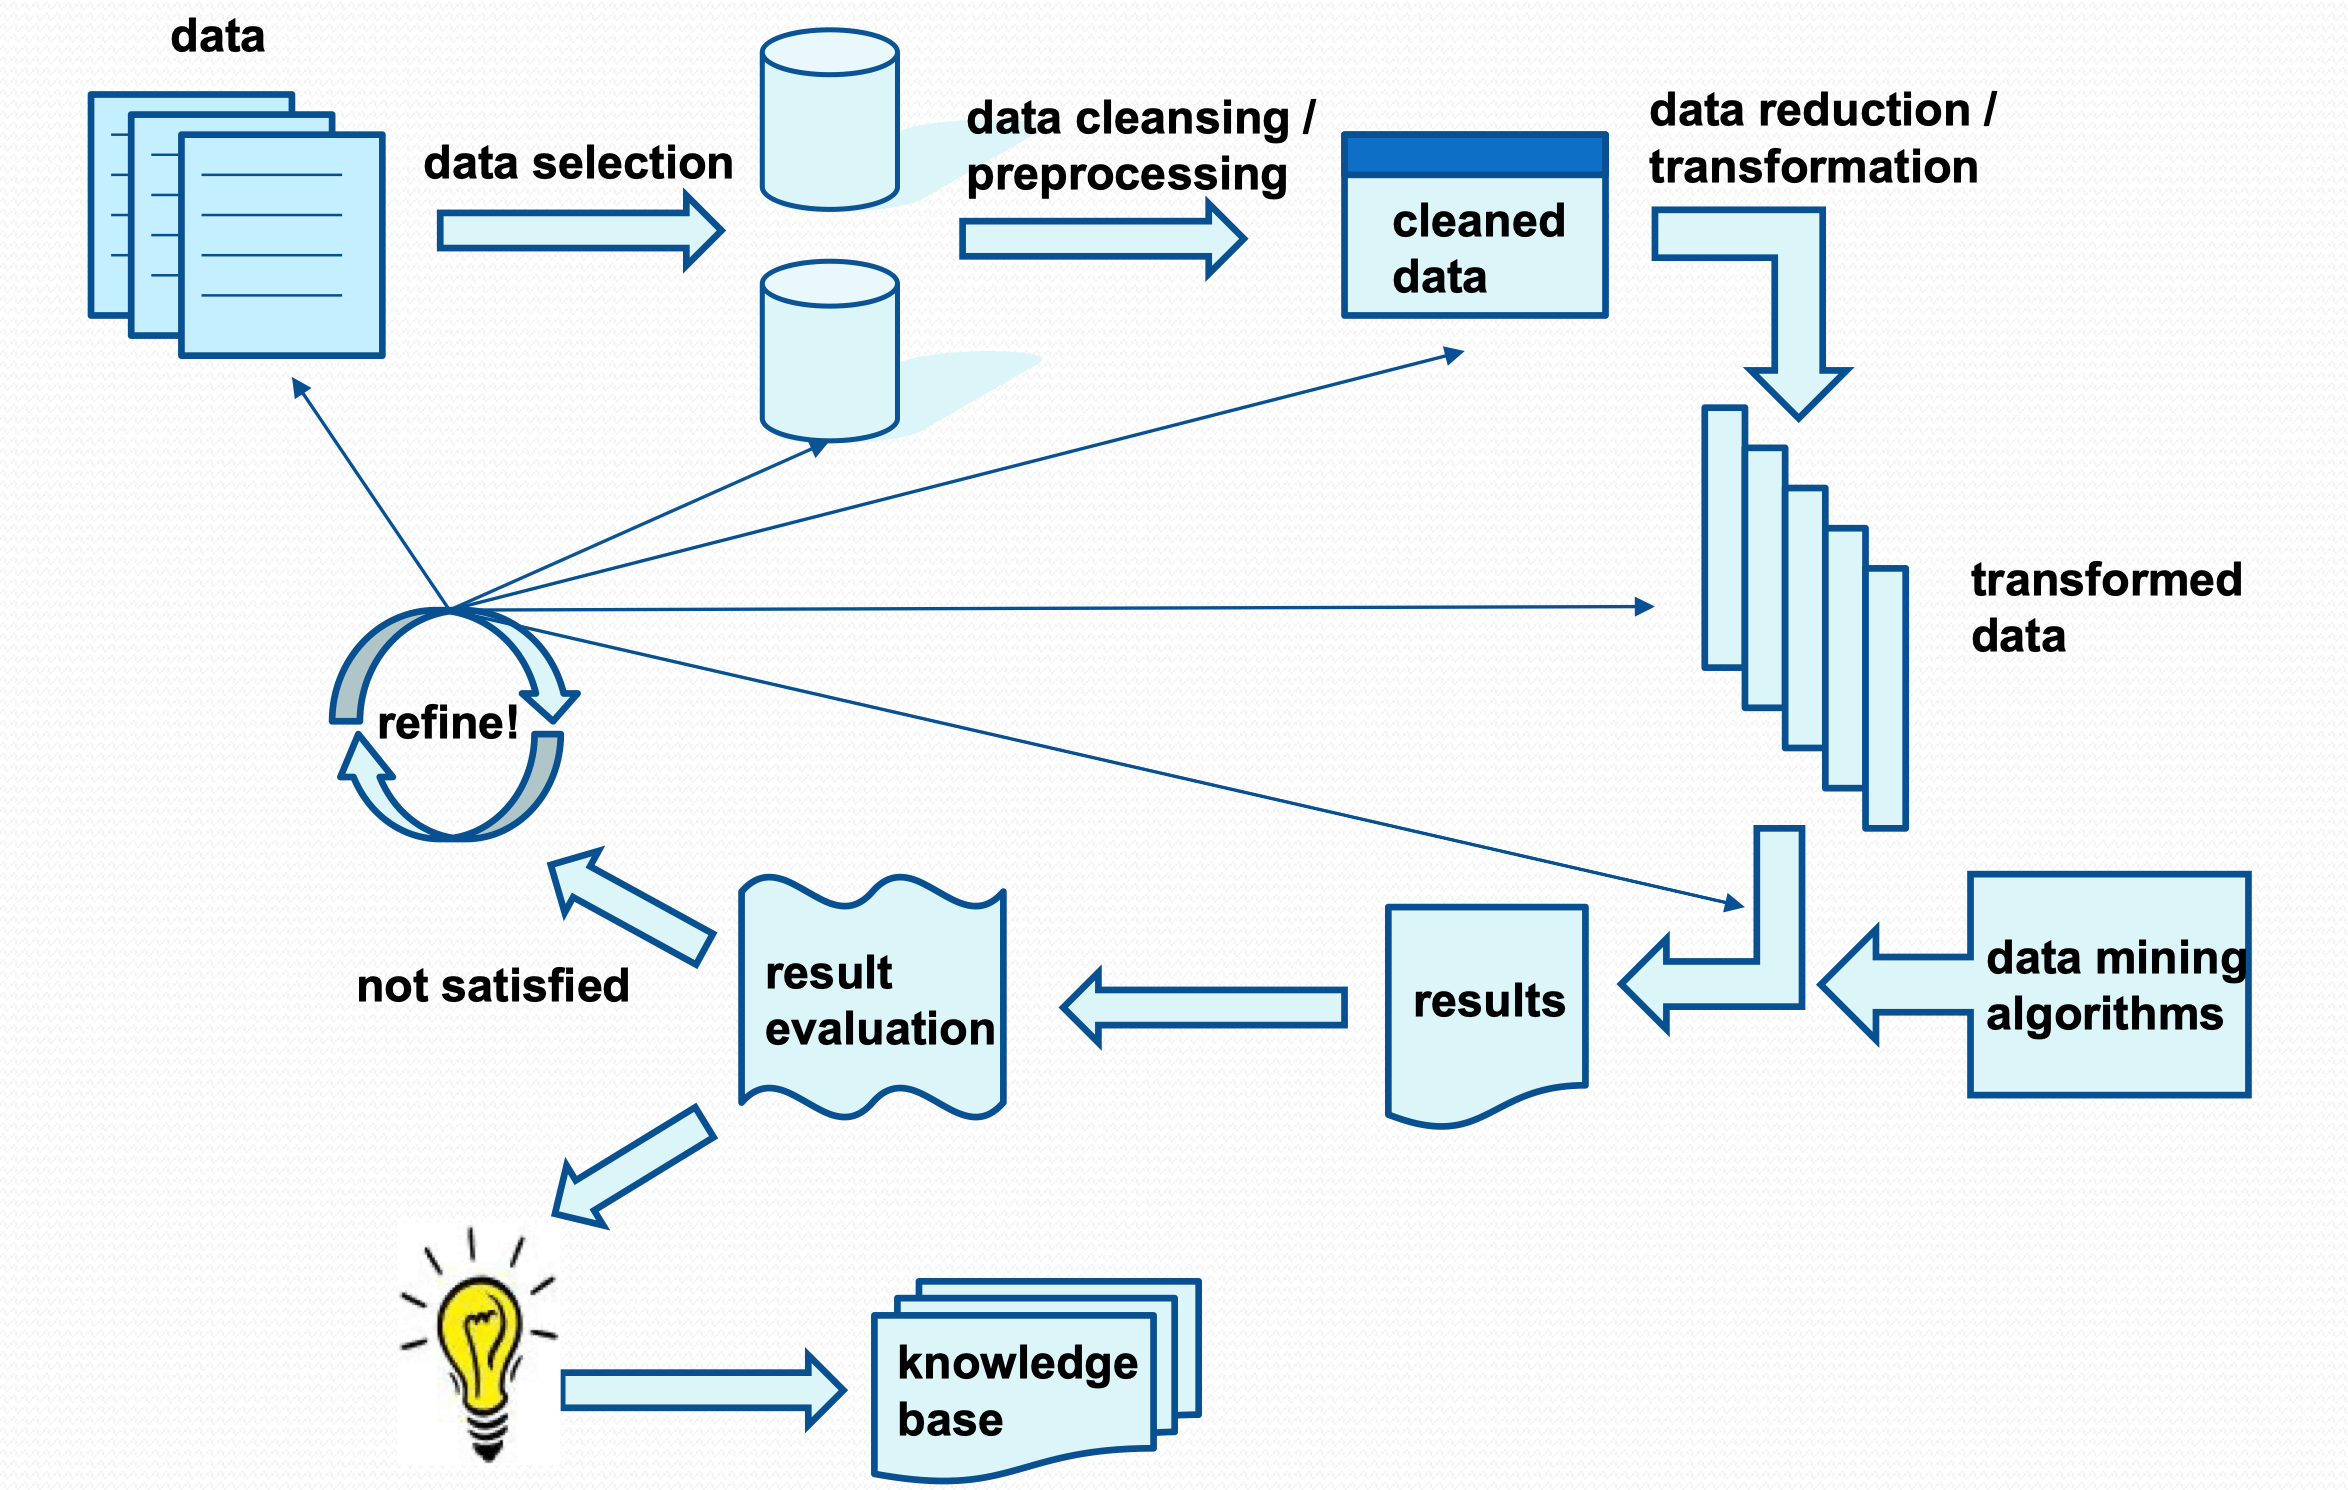 data
data selection
data cleansing /
preprocessing
cleaned
data
data reduction /
transformation
transformed
data
refine!
not satisfied
result
evaluation
results
data mining
algorithms
knowledge
base